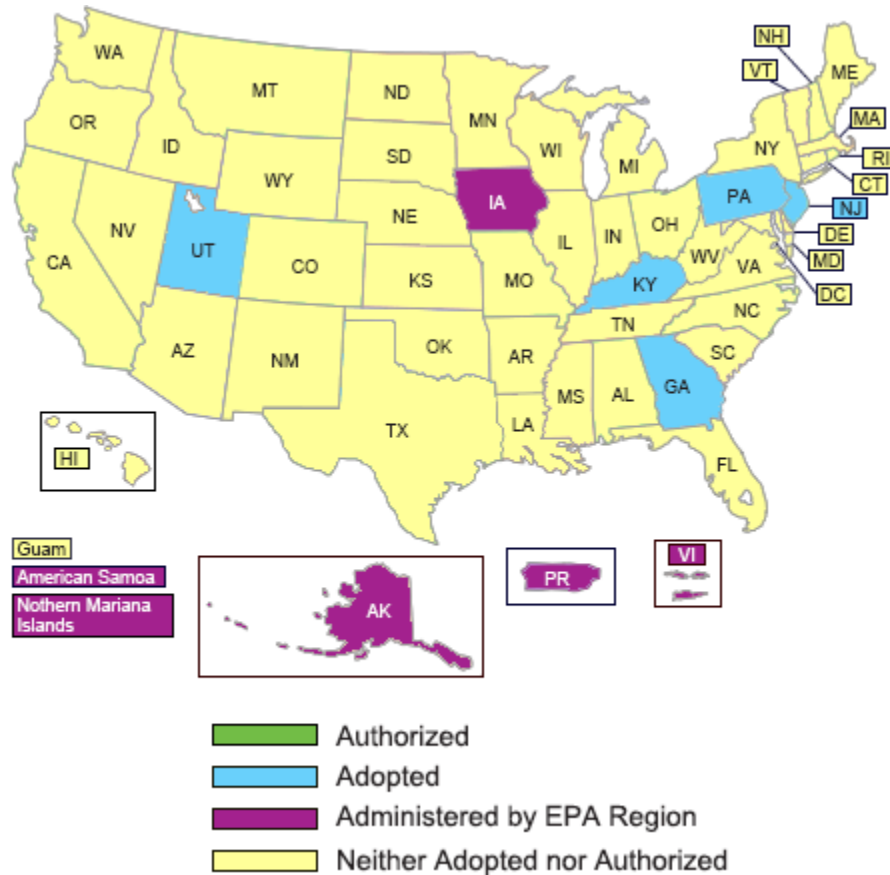 NH
VT
WA
MT
ND
MN
ME
OR
ID
SD
WI
MI
NY
MA
RI
CT
WY
IA
PA
NJ
NE
NV
UT
IL
IN
OH
DE
CA
CO
WV
VA
MD
KS
MO
KY
DC
NC
TN
AZ
NM
OK
AR
SC
MS
AL
GA
TX
LA
HI
FL
Guam
American Samoa
Nothern Mariana
Islands
AK
PR
VI
Authorized
Adopted
Administered by EPA Region
Neither Adopted nor Authorized